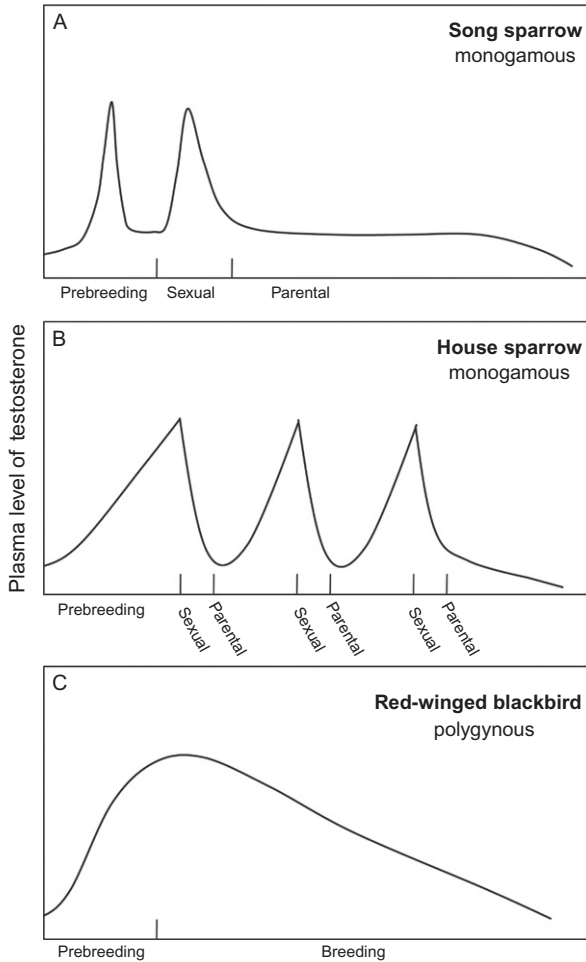 Plasma level of testosterone
A
Song sparrow
monogamous
Prebreeding Sexual Parental
B
House sparrow
monogamous
Prebreeding Sexual Parental Sexual Parental Sexual Parental
C
Red-winged blackbird
polygynous
Prebreeding Breeding